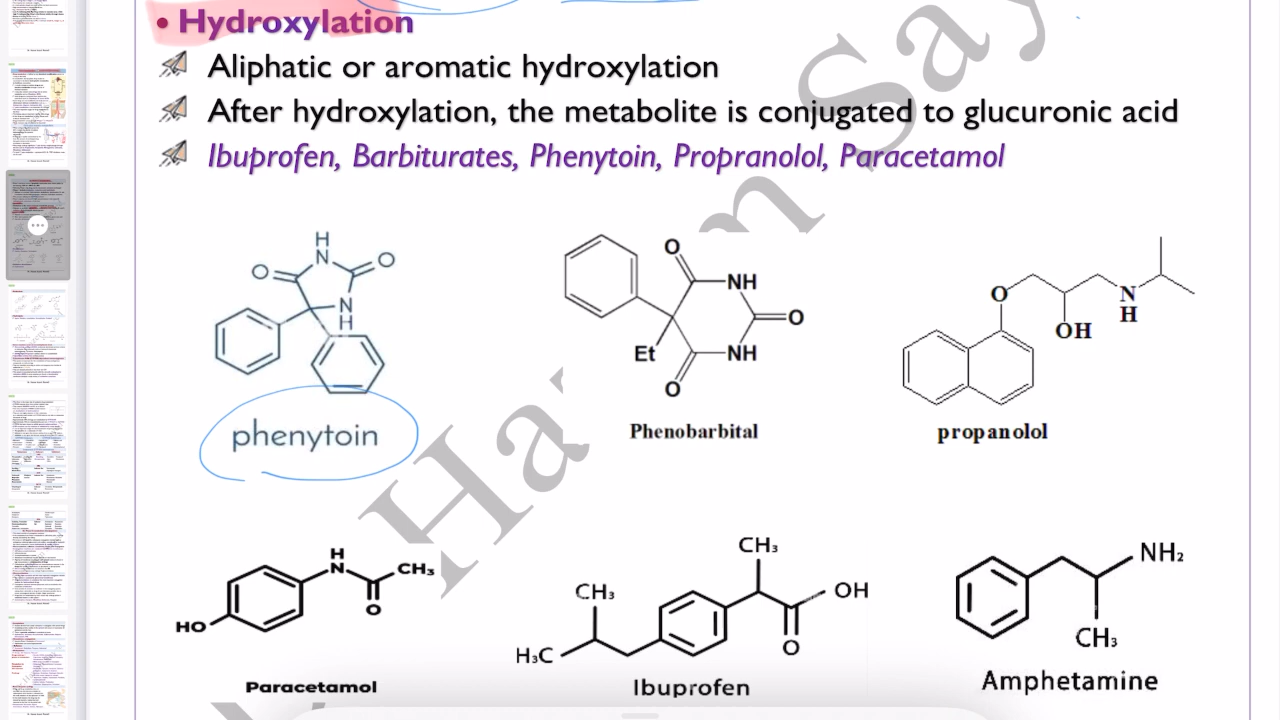 • Hydroxylation
Aliphatic or aromatic hydroxylation
After hydroxylation, the metabolite is conjugated to glucuronic acid
Ibuprofen, Barbiturates, Phenytoin, Propranolol, Paracetamol
H
N
O
O
N
H
phenytoin
O
NH
O
Et
NH
O
Phenobarbital
O
OH
N
H
propanolol
H
N
CH₃
O
HO
Paracetamol
CH₃
CH₃
OH
O
H₃C
Ibuprofen
NH₂
CH₃
Amphetamine